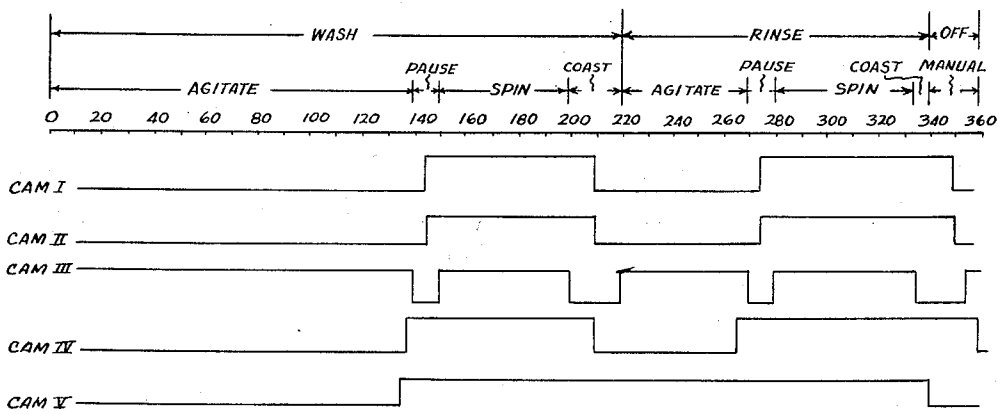 WASH RINSE OFF
PAUSE COAST PAUSE COAST MANUAL
AGITATE SPIN AGITATE SPIN
0 20 40 60 80 100 120 140 160 180 200 220 240 260 280 300 320 340 360
CAM I
CAM II
CAM III
CAM IV
CAM V